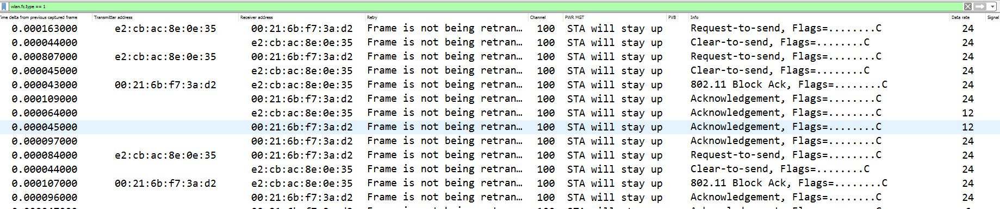 wlan.fc.type == 1
Time delta from previous captured frame Transmitter address Receiver address Retry Channel PWR MGT PVB Info Data rate Signal
0.000163000 e2:cb:ac:8e:0e:35 00:21:6b:f7:3a:d2 Frame is not being retran… 100 STA will stay up Request-to-send, Flags=........C 24
0.000044000 e2:cb:ac:8e:0e:35 Frame is not being retran… 100 STA will stay up Clear-to-send, Flags=........C 24
0.000807000 e2:cb:ac:8e:0e:35 00:21:6b:f7:3a:d2 Frame is not being retran… 100 STA will stay up Request-to-send, Flags=........C 24
0.000045000 e2:cb:ac:8e:0e:35 Frame is not being retran… 100 STA will stay up Clear-to-send, Flags=........C 24
0.000043000 00:21:6b:f7:3a:d2 e2:cb:ac:8e:0e:35 Frame is not being retran… 100 STA will stay up 802.11 Block Ack, Flags=........C 24
0.000109000 00:21:6b:f7:3a:d2 Frame is not being retran… 100 STA will stay up Acknowledgement, Flags=........C 24
0.000064000 e2:cb:ac:8e:0e:35 Frame is not being retran… 100 STA will stay up Acknowledgement, Flags=........C 12
0.000045000 00:21:6b:f7:3a:d2 Frame is not being retran… 100 STA will stay up Acknowledgement, Flags=........C 12
0.000097000 00:21:6b:f7:3a:d2 Frame is not being retran… 100 STA will stay up Acknowledgement, Flags=........C 24
0.000084000 e2:cb:ac:8e:0e:35 00:21:6b:f7:3a:d2 Frame is not being retran… 100 STA will stay up Request-to-send, Flags=........C 24
0.000044000 e2:cb:ac:8e:0e:35 Frame is not being retran… 100 STA will stay up Clear-to-send, Flags=........C 24
0.000107000 00:21:6b:f7:3a:d2 e2:cb:ac:8e:0e:35 Frame is not being retran… 100 STA will stay up 802.11 Block Ack, Flags=........C 24
0.000096000 00:21:6b:f7:3a:d2 Frame is not being retran… 100 STA will stay up Acknowledgement, Flags=........C 24